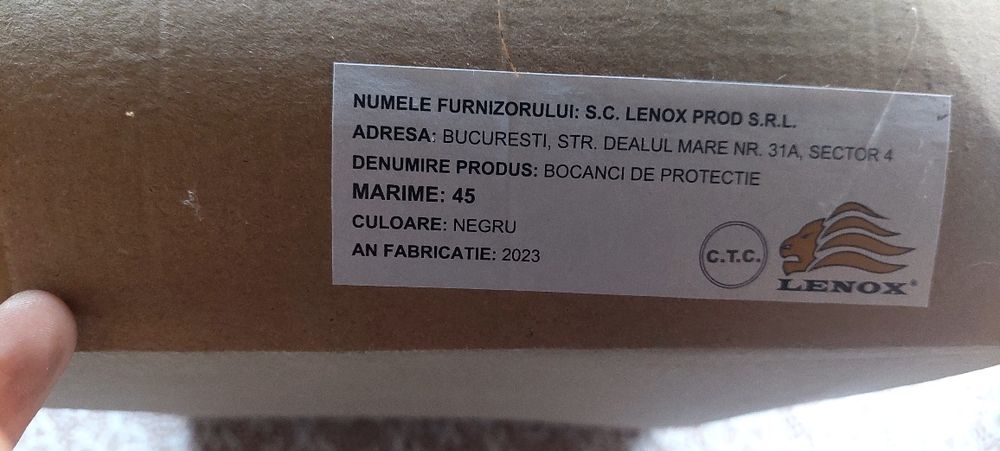 NUMELE FURNIZORULUI: S.C. LENOX PROD S.R.L.
ADRESA: BUCURESTI, STR. DEALUL MARE NR. 31A, SECTOR 4
DENUMIRE PRODUS: BOCANCI DE PROTECTIE
MARIME: 45
CULOARE: NEGRU
AN FABRICATIE: 2023
C.T.C.
LENOX®